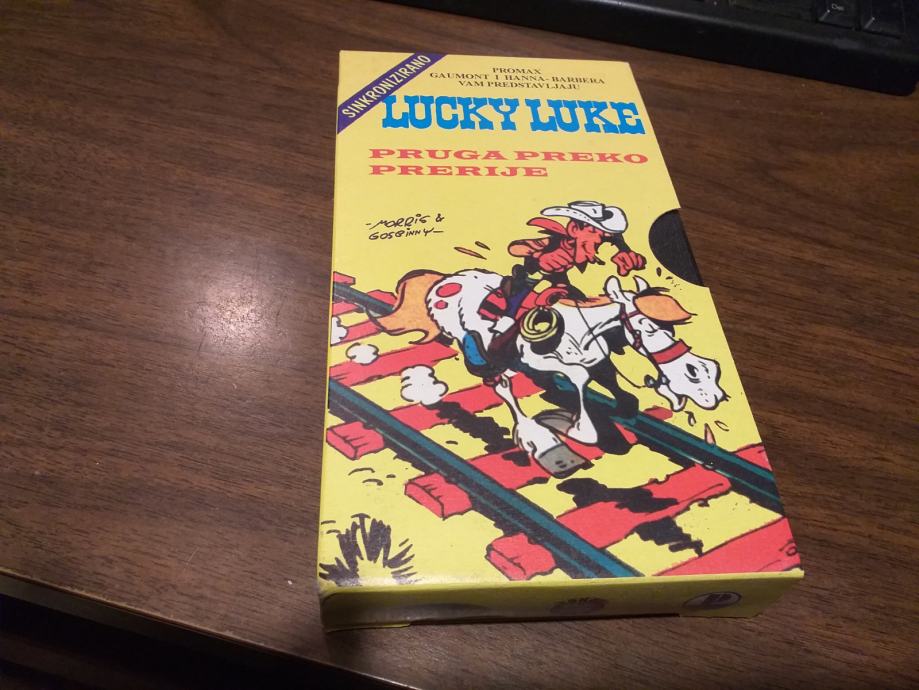 SINKRONIZIRANO
PROMAX
GAUMONT I HANNA-BARBERA
VAM PREDSTAVLJAJU
LUCKY LUKE
PRUGA PREKO
PRERIJE
-MORRIS &
GOSCINNY-